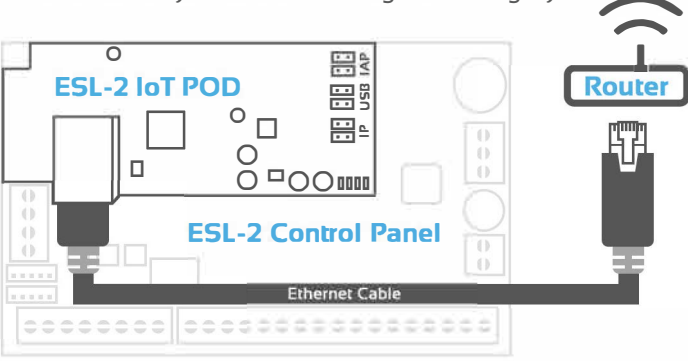 ESL-2 IoT POD
IAP
USB
IP
Router
ESL-2 Control Panel
Ethernet Cable